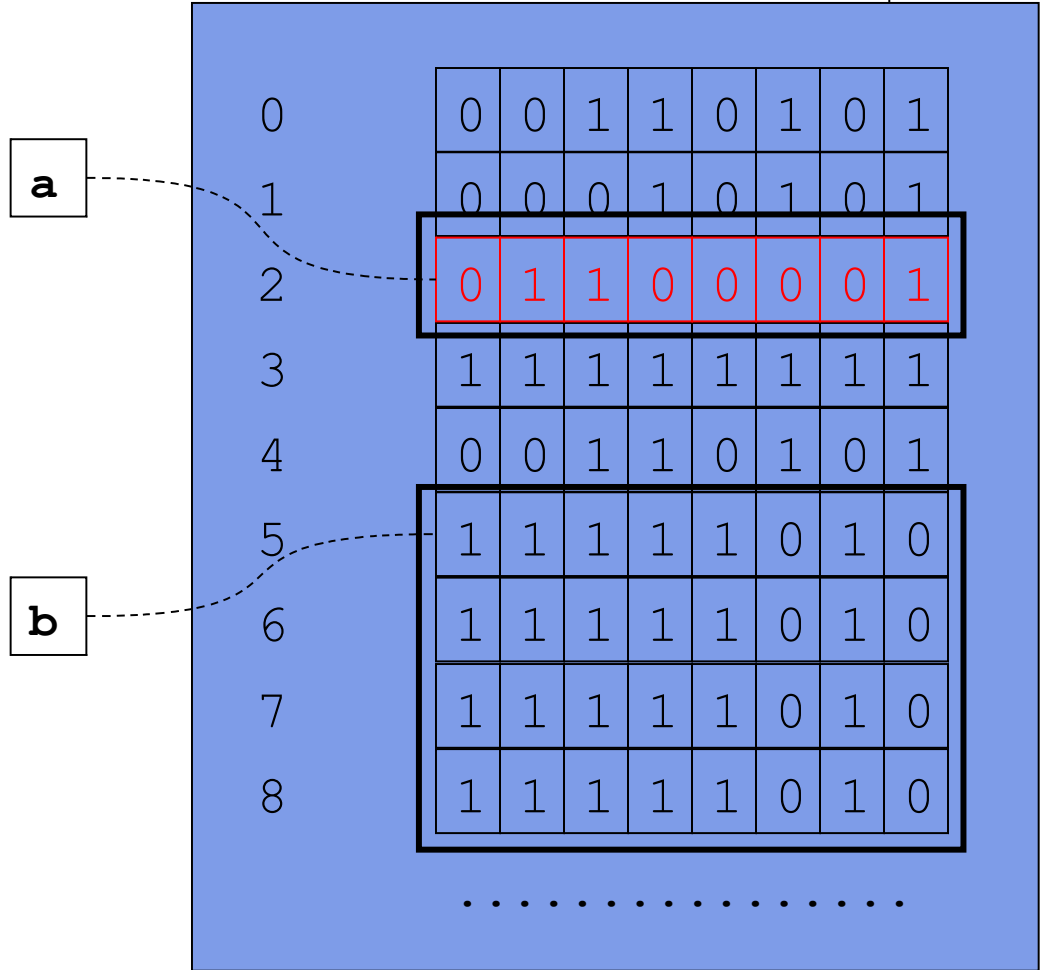 0 0 0 1 1 0 1 0 1
a
1 0 0 0 1 0 1 0 1
2 0 1 1 0 0 0 0 1
3 1 1 1 1 1 1 1 1
4 0 0 1 1 0 1 0 1
5 1 1 1 1 1 0 1 0
b
6 1 1 1 1 1 0 1 0
7 1 1 1 1 1 0 1 0
8 1 1 1 1 1 0 1 0
................